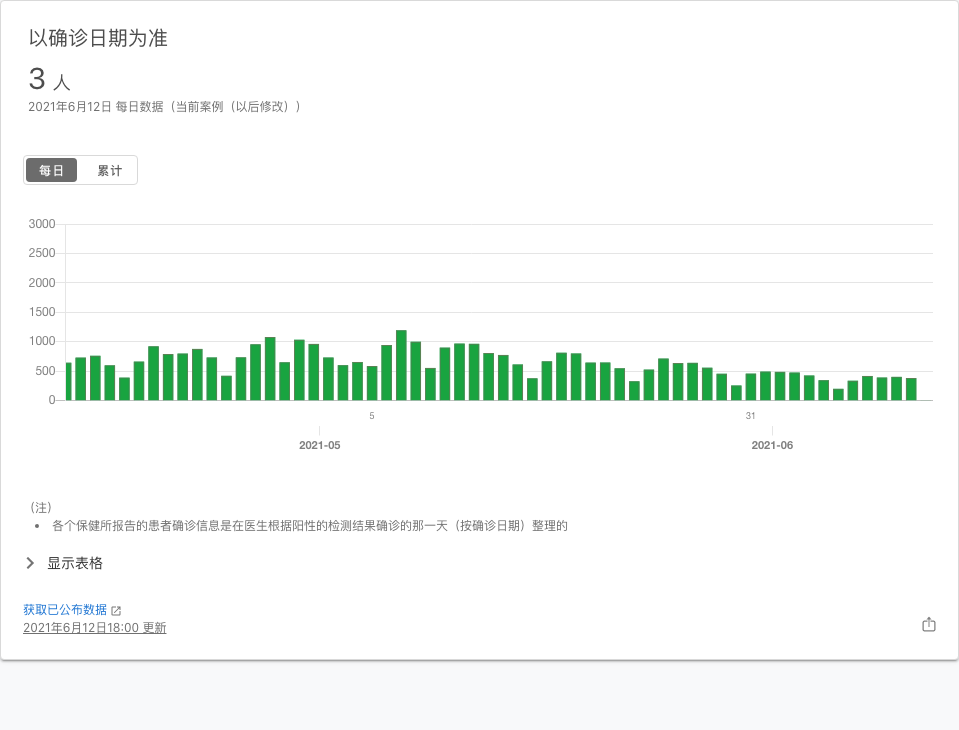 以确诊日期为准
3 人
2021年6月12日 每日数据（当前案例（以后修改））
每日 累计
3000
2500
2000
1500
1000
500
0
5 31
2021-05 2021-06
（注）
• 各个保健所报告的患者确诊信息是在医生根据阳性的检测结果确诊的那一天（按确诊日期）整理的
显示表格
获取已公布数据
2021年6月12日18:00 更新